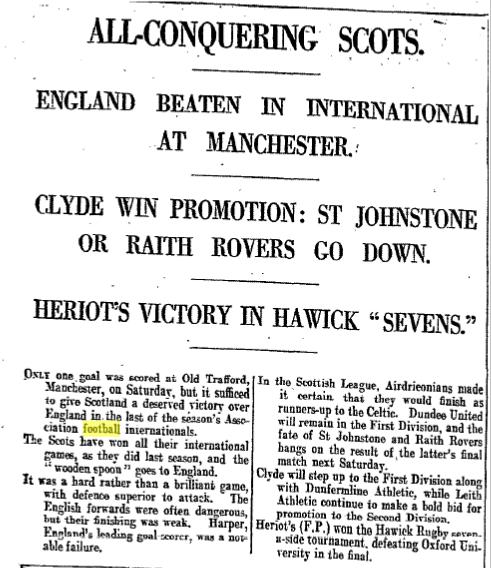 ALL-CONQUERING SCOTS.
ENGLAND BEATEN IN INTERNATIONAL
AT MANCHESTER.
CLYDE WIN PROMOTION: ST JOHNSTONE
OR RAITH ROVERS GO DOWN.
HERIOT'S VICTORY IN HAWICK "SEVENS."
ONLY one goal was scored at Old Trafford,
Manchester, on Saturday, but it sufficed
to give Scotland a deserved victory over
England in the last of the season's Asso-
ciation football internationals.
The Scots have won all their international
games, as they did last season, and the
"wooden spoon" goes to England.
It was a hard rather than a brilliant game,
with defence superior to attack. The
English forwards were often dangerous,
but their finishing was weak. Harper,
England's leading goal scorer, was a not-
able failure.
In the Scottish League, Airdrieonians made
it certain that they would finish as
runners-up to the Celtic. Dundee United
will remain in the First Division, and the
fate of St Johnstone and Raith Rovers
hangs on the result of the latter's final
match next Saturday.
Clyde will step up to the First Division along
with Dunfermline Athletic, while Leith
Athletic continue to make a bold bid for
promotion to the Second Division.
Heriot's (F.P.) won the Hawick Rugby seven-
a-side tournament, defeating Oxford Uni-
versity in the final.